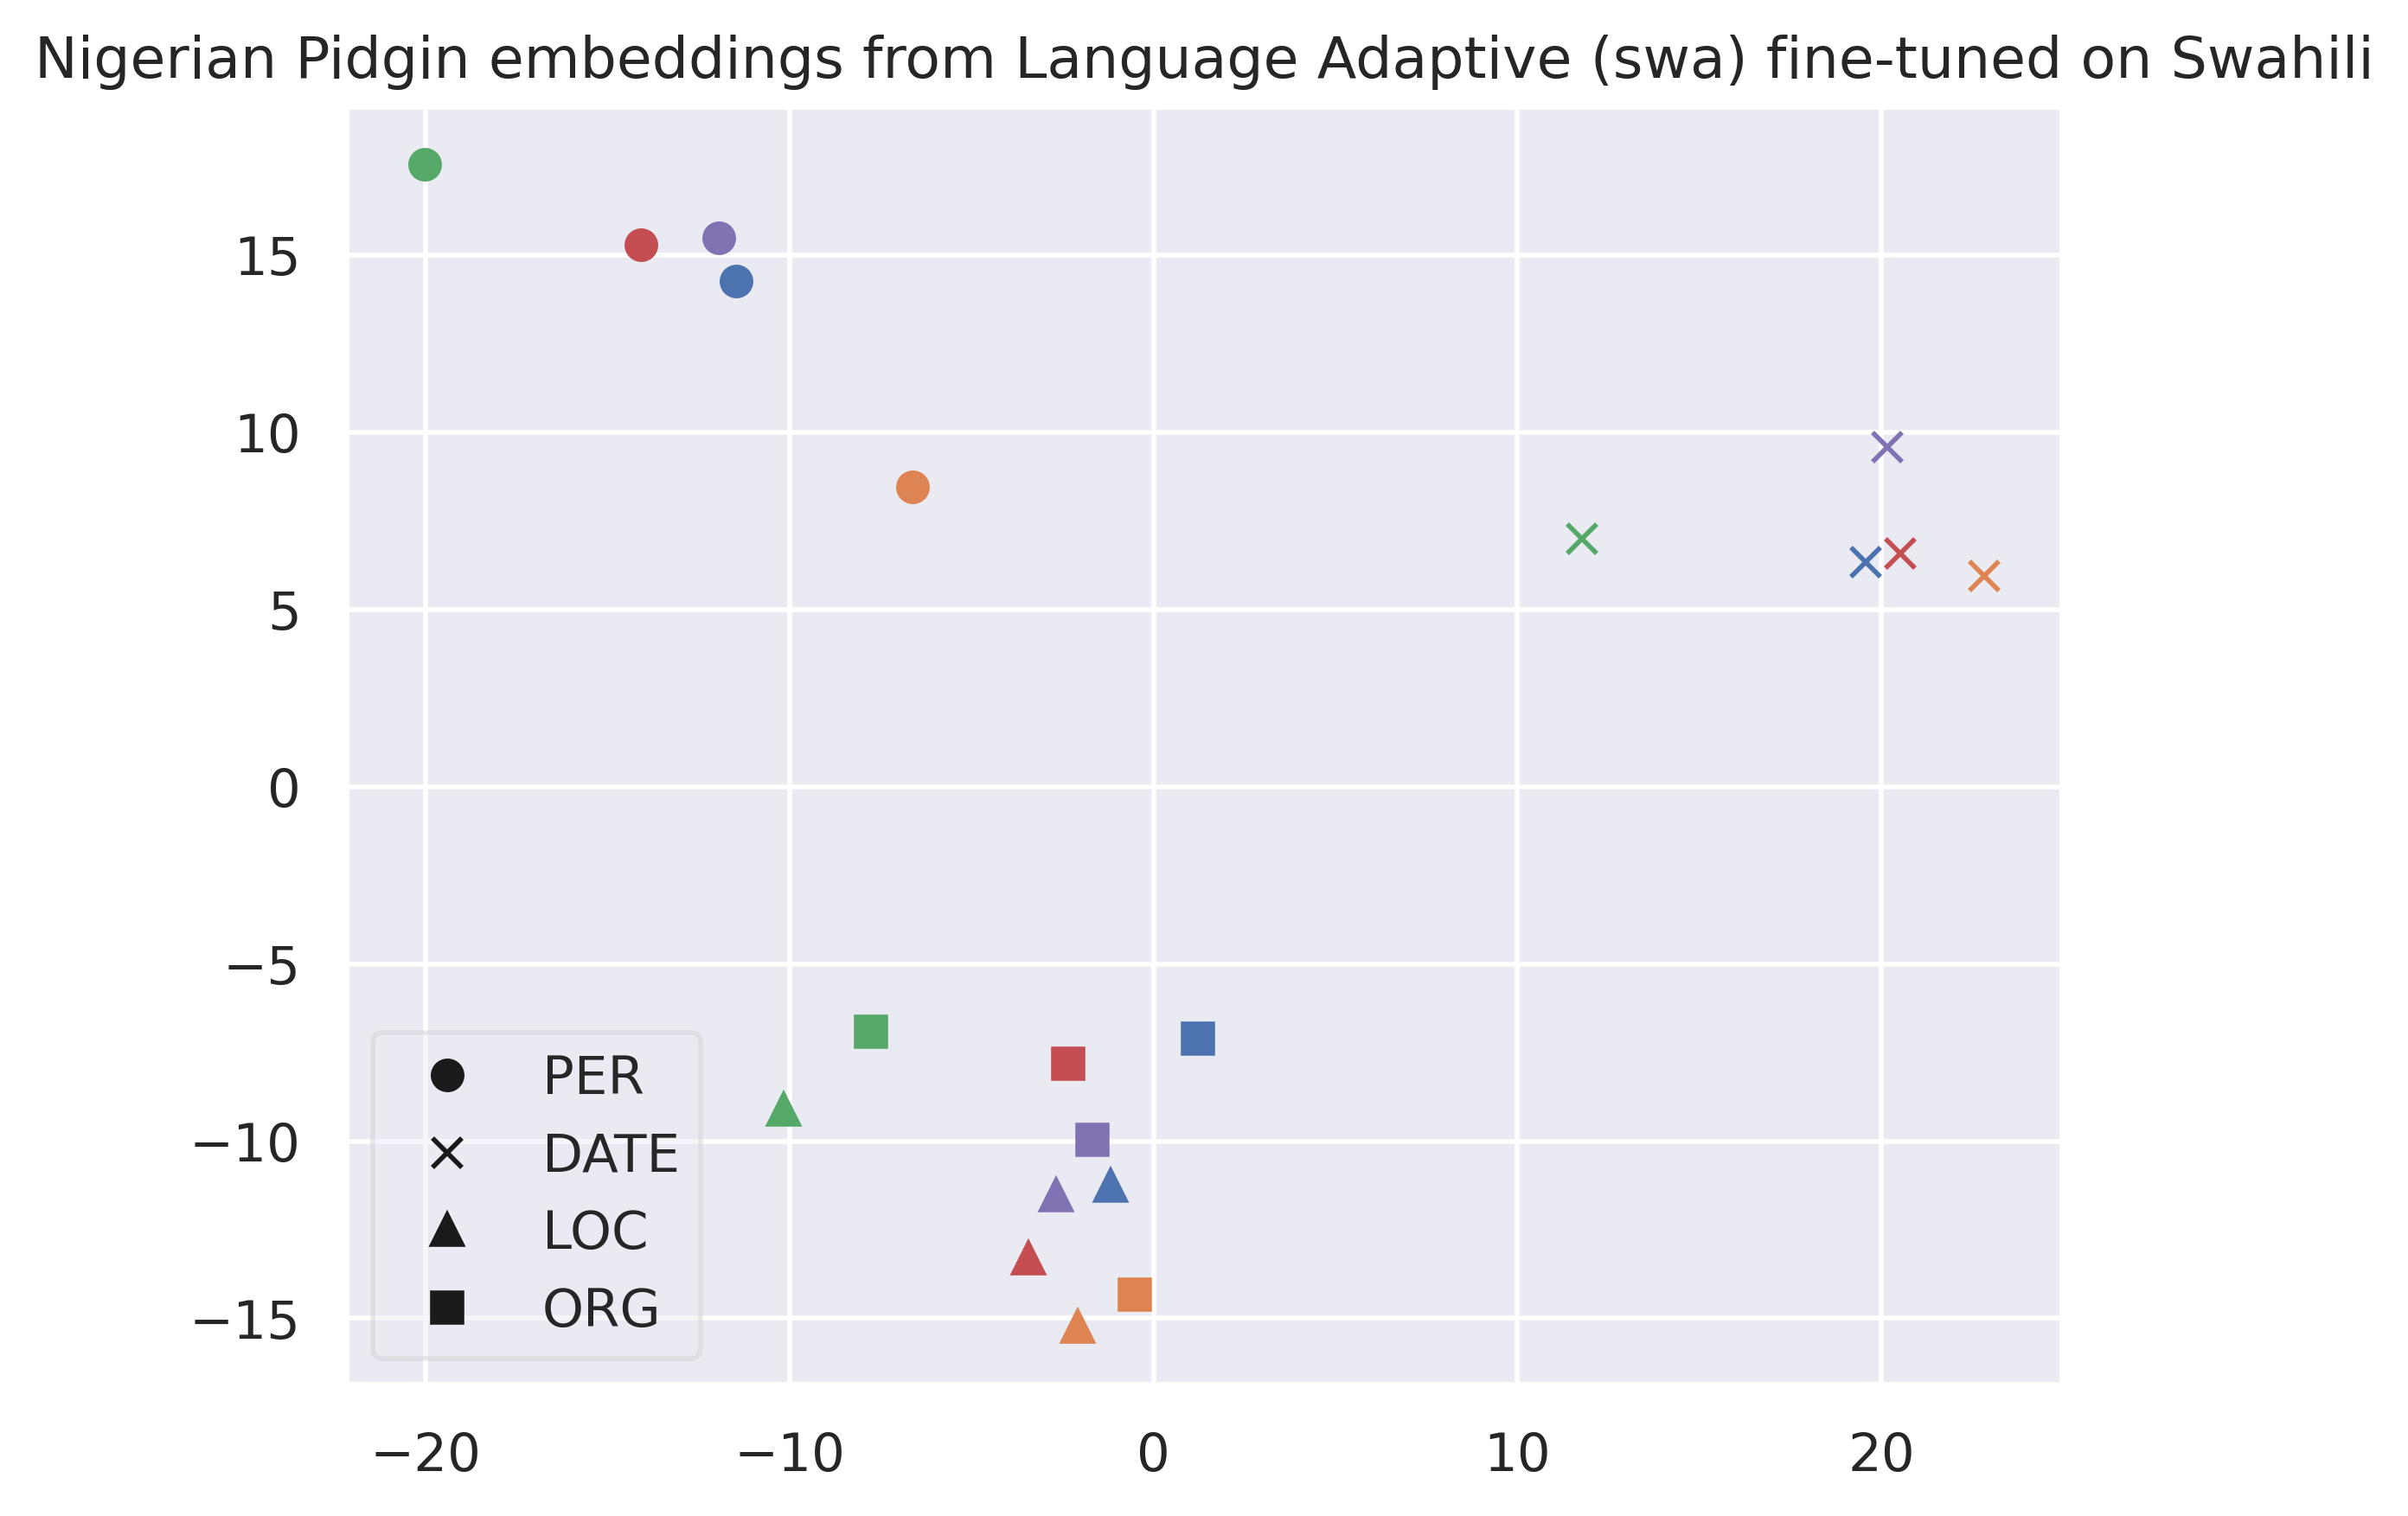 Nigerian Pidgin embeddings from Language Adaptive (swa) fine-tuned on Swahili
15
10
5
0
−5
−10
−15
PER
DATE
LOC
ORG
−20 −10 0 10 20